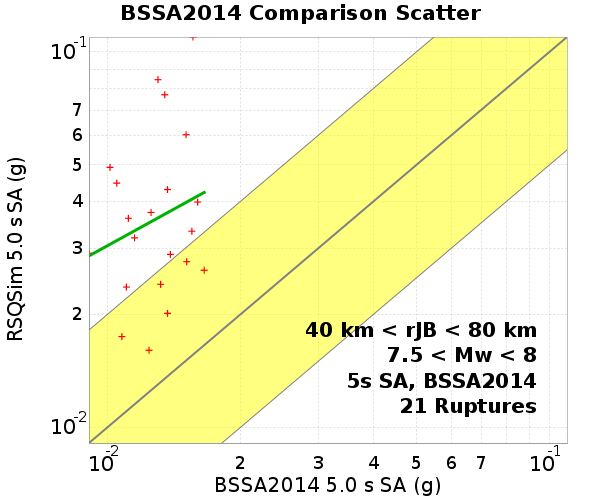 BSSA2014 Comparison Scatter
RSQSim 5.0 s SA (g)
10-1
7
6
5
4
3
2
10-2
40 km < rJB < 80 km
7.5 < Mw < 8
5s SA, BSSA2014
21 Ruptures
10-2 2 3 4 5 6 7 10-1
BSSA2014 5.0 s SA (g)